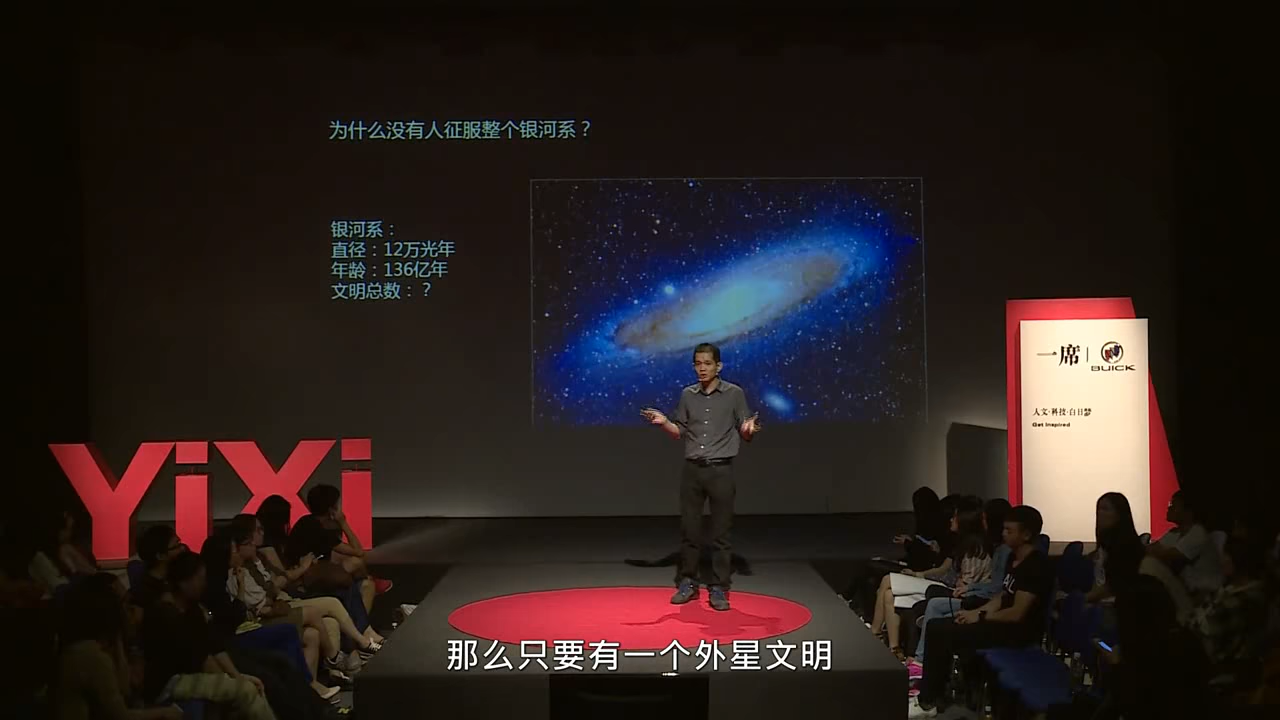 为什么没有人征服整个银河系？
银河系：
直径：12万光年
年龄：136亿年
文明总数：？
YiXi
一席
BUICK
人文·科技·白日梦
Get Inspired
那么只要有一个外星文明